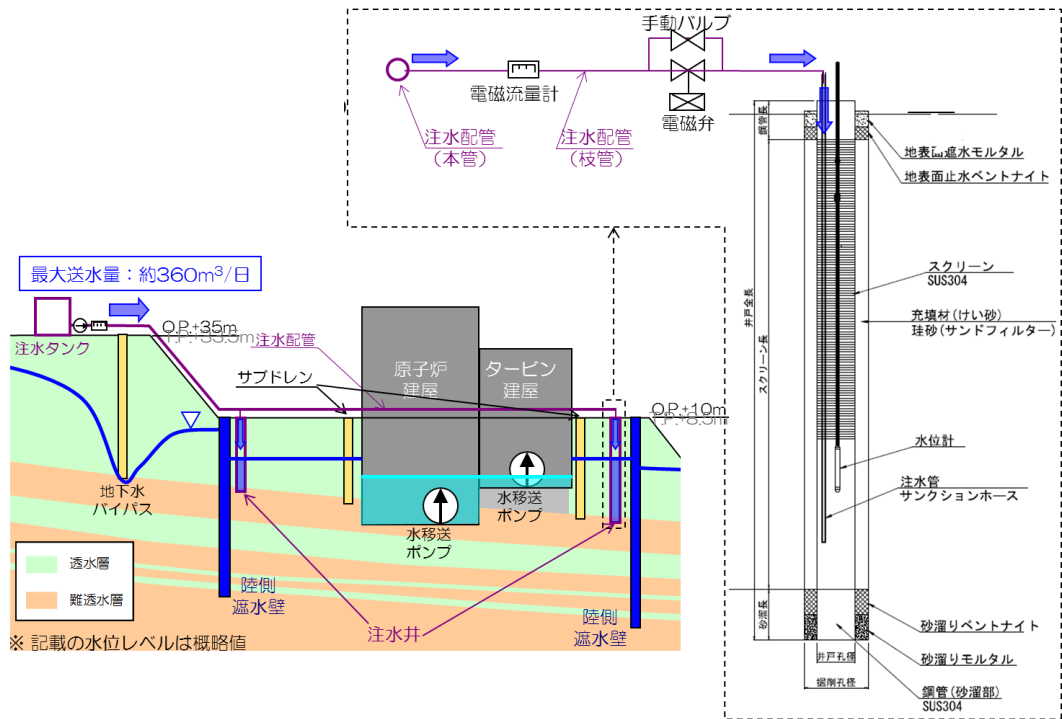 手動バルブ
電磁流量計
電磁弁
注水配管
（本管）
注水配管
（枝管）
鋼管長
井戸全長
スクリーン長
砂溜長
地表面遮水モルタル
地表面止水ベントナイト
スクリーン
SUS304
充填材(けい砂)
珪砂(サンドフィルター)
水位計
注水管
サンクションホース
砂溜りベントナイト
砂溜りモルタル
鋼管(砂溜部)
SUS304
井戸孔径
掘削孔径
最大送水量：約360m³/日
注水タンク
O.P.+35m
T.P.+33.5m
注水配管
サブドレン
原子炉
建屋
タービン
建屋
O.P.+10m
T.P.+8.5m
地下水
バイパス
水移送
ポンプ
水移送
ポンプ
透水層
難透水層
陸側
遮水壁
注水井
陸側
遮水壁
※ 記載の水位レベルは概略値